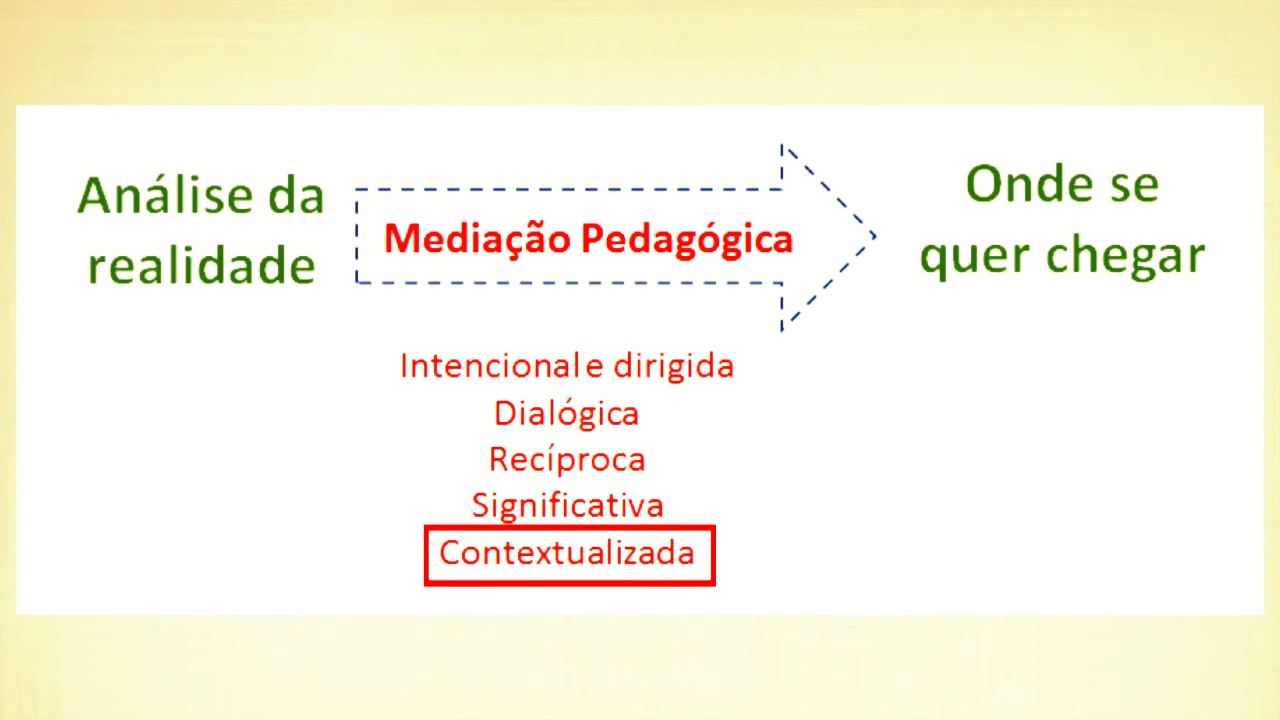 Análise da
realidade
Mediação Pedagógica
Onde se
quer chegar
Intencional e dirigida
Dialógica
Recíproca
Significativa
Contextualizada